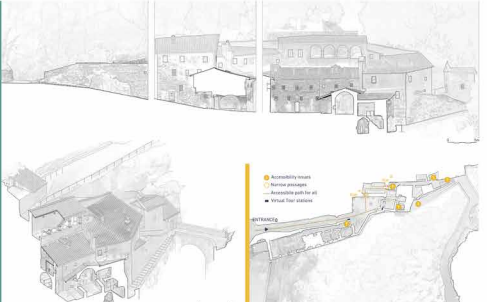 Accessibility issues
Narrow passages
Accessible path for all
Virtual Tour stations
ENTRANCE